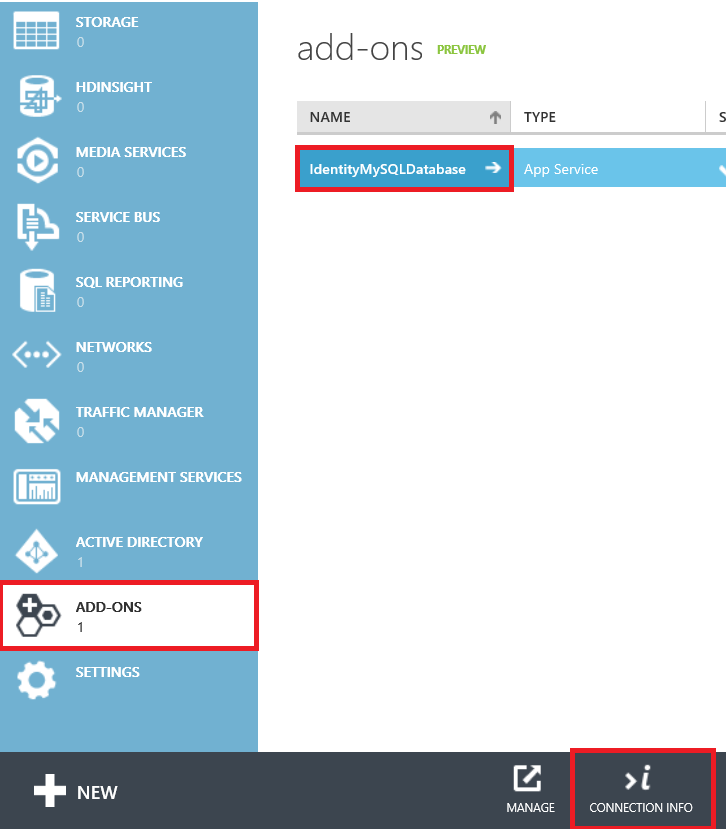 STORAGE
0
HDINSIGHT
0
MEDIA SERVICES
0
SERVICE BUS
0
SQL REPORTING
0
NETWORKS
0
TRAFFIC MANAGER
0
MANAGEMENT SERVICES
ACTIVE DIRECTORY
1
ADD-ONS
1
SETTINGS
add-ons PREVIEW
NAME TYPE S
IdentityMySQLDatabase App Service
NEW
MANAGE
CONNECTION INFO